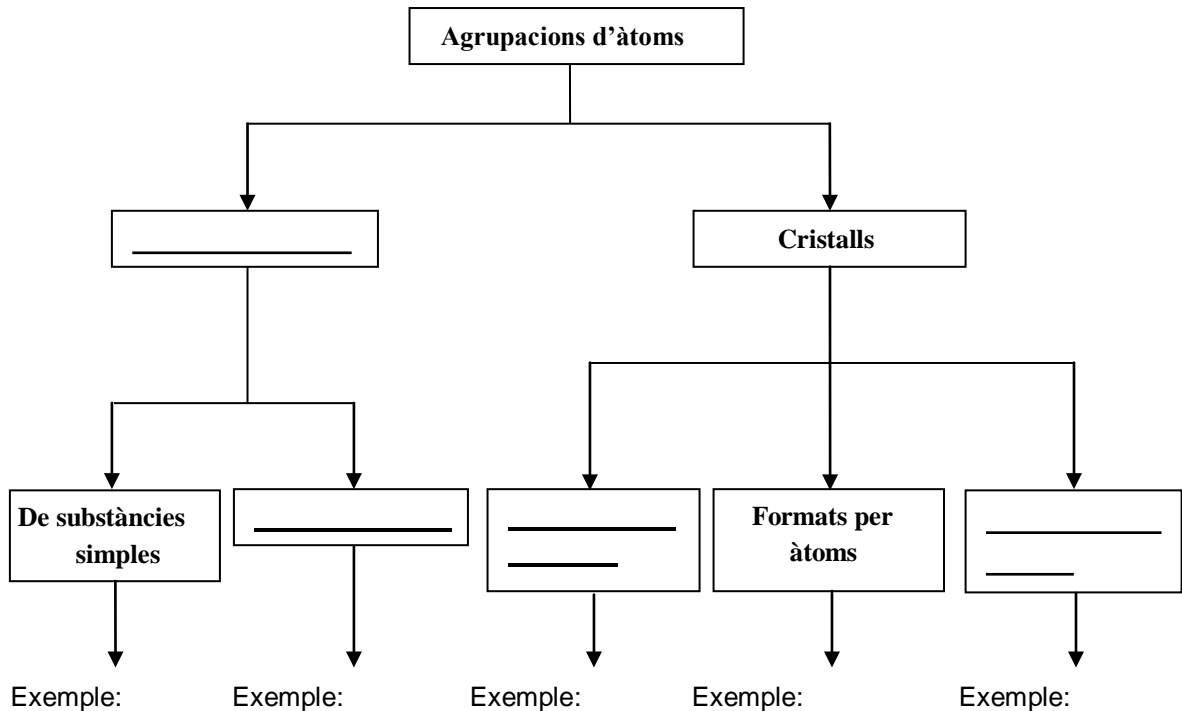 Agrupacions d’àtoms
Cristalls
De substàncies
simples
Formats per
àtoms
Exemple:
Exemple:
Exemple:
Exemple:
Exemple: